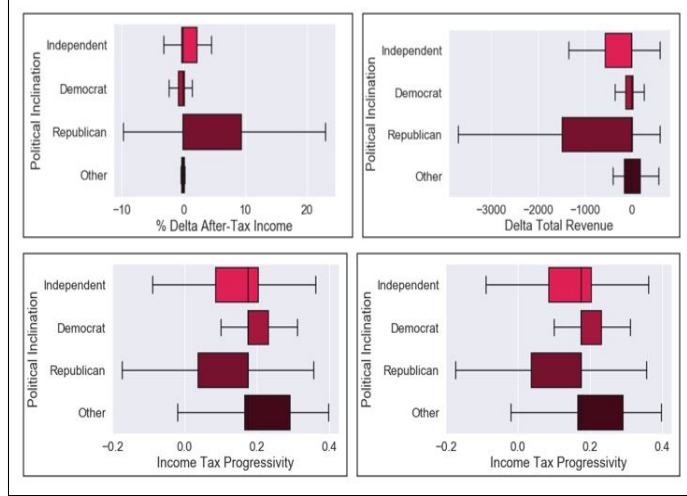 Political Inclination
Independent
Democrat
Republican
Other
−10 0 10 20
% Delta After-Tax Income
Political Inclination
Independent
Democrat
Republican
Other
−3000 −2000 −1000 0
Delta Total Revenue
Political Inclination
Independent
Democrat
Republican
Other
−0.2 0.0 0.2 0.4
Income Tax Progressivity
Political Inclination
Independent
Democrat
Republican
Other
−0.2 0.0 0.2 0.4
Income Tax Progressivity